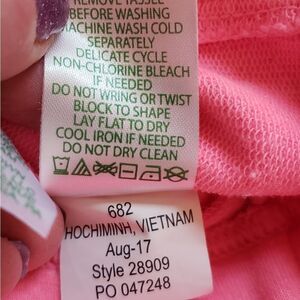 REMOVE TASSEL
BEFORE WASHING
MACHINE WASH COLD
SEPARATELY
DELICATE CYCLE
NON-CHLORINE BLEACH
IF NEEDED
DO NOT WRING OR TWIST
BLOCK TO SHAPE
LAY FLAT TO DRY
COOL IRON IF NEEDED
DO NOT DRY CLEAN
682
HOCHIMINH, VIETNAM
Aug-17
Style 28909
PO 047248